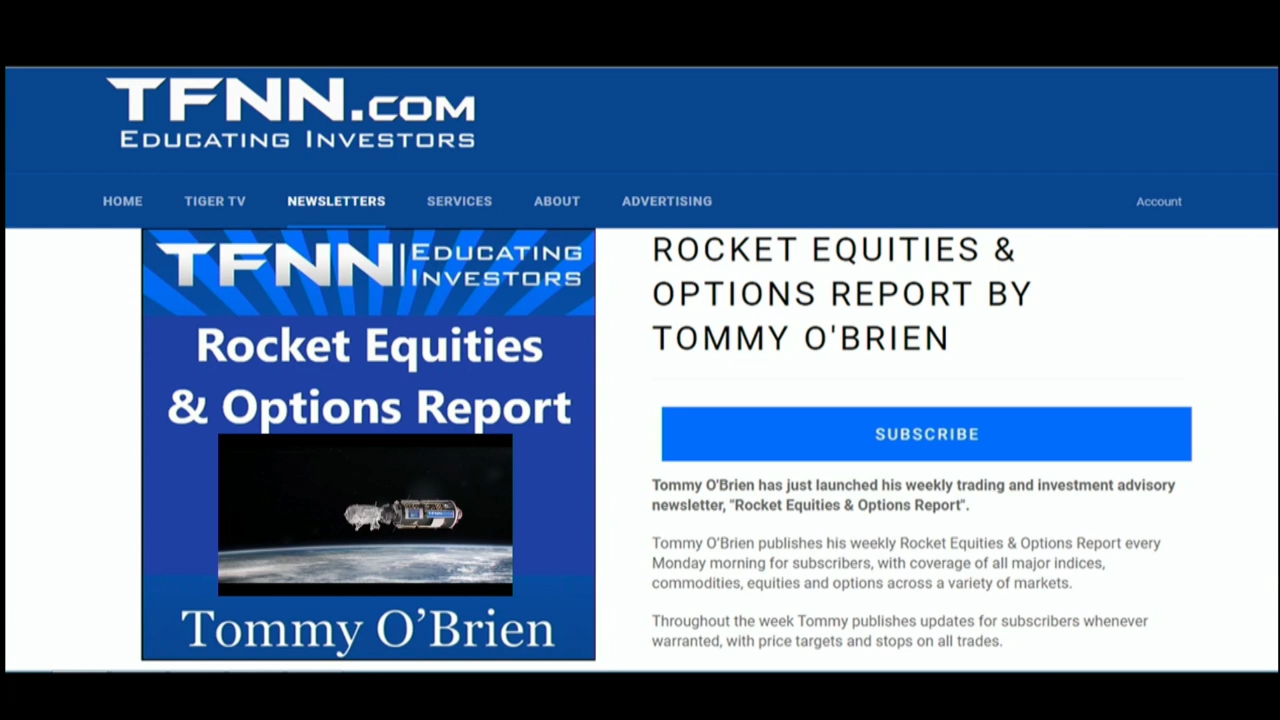 TFNN.COM
EDUCATING INVESTORS
HOME TIGER TV NEWSLETTERS SERVICES ABOUT ADVERTISING Account
TFNN EDUCATING
INVESTORS
Rocket Equities
& Options Report
TFNN
Tommy O'Brien
ROCKET EQUITIES &
OPTIONS REPORT BY
TOMMY O'BRIEN
SUBSCRIBE
Tommy O'Brien has just launched his weekly trading and investment advisory
newsletter, "Rocket Equities & Options Report".
Tommy O'Brien publishes his weekly Rocket Equities & Options Report every
Monday morning for subscribers, with coverage of all major indices,
commodities, equities and options across a variety of markets.
Throughout the week Tommy publishes updates for subscribers whenever
warranted, with price targets and stops on all trades.